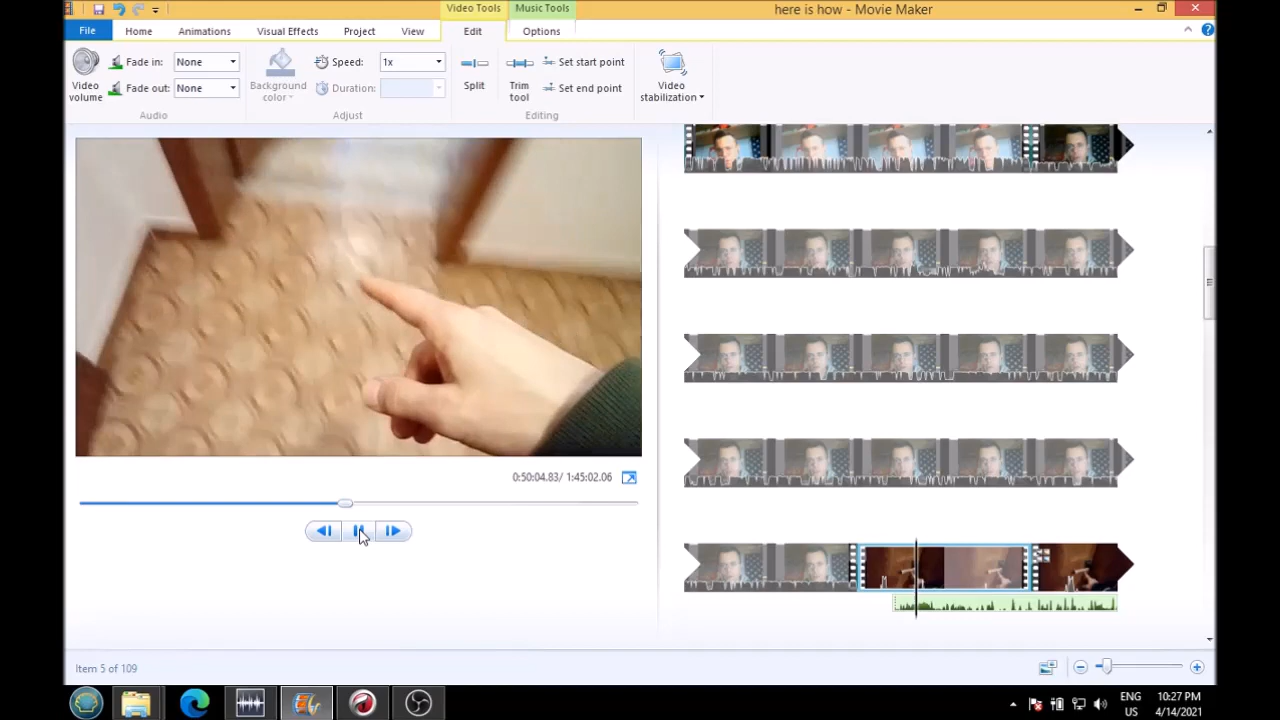 Video Tools
Music Tools
here is how - Movie Maker
File
Home
Animations
Visual Effects
Project
View
Edit
Options
Video volume
Fade in:
None
Fade out:
None
Audio
Background color
Speed:
1x
Duration:
Adjust
Split
Trim tool
Set start point
Set end point
Editing
Video stabilization
0:50:04.83/ 1:45:02.06
Item 5 of 109
ENG
US
10:27 PM
4/14/2021